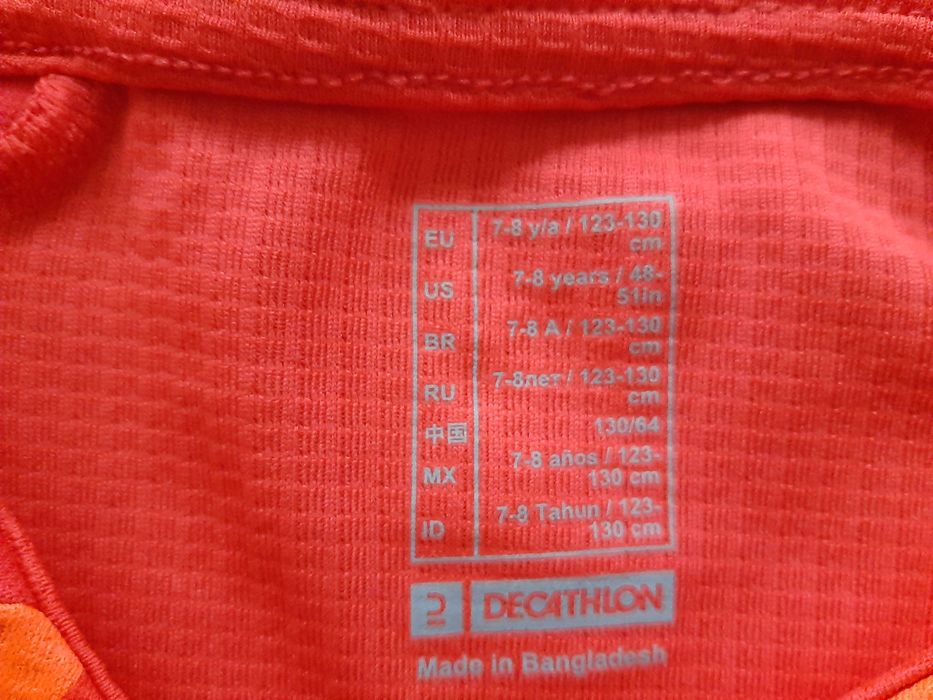 EU 7-8 y/a / 123-130
cm
US 7-8 years / 48-
51in
BR 7-8 A / 123-130
cm
RU 7-8лет / 123-130
cm
中国 130/64
MX 7-8 años / 123-
130 cm
ID 7-8 Tahun / 123-
130 cm
DECATHLON
Made in Bangladesh